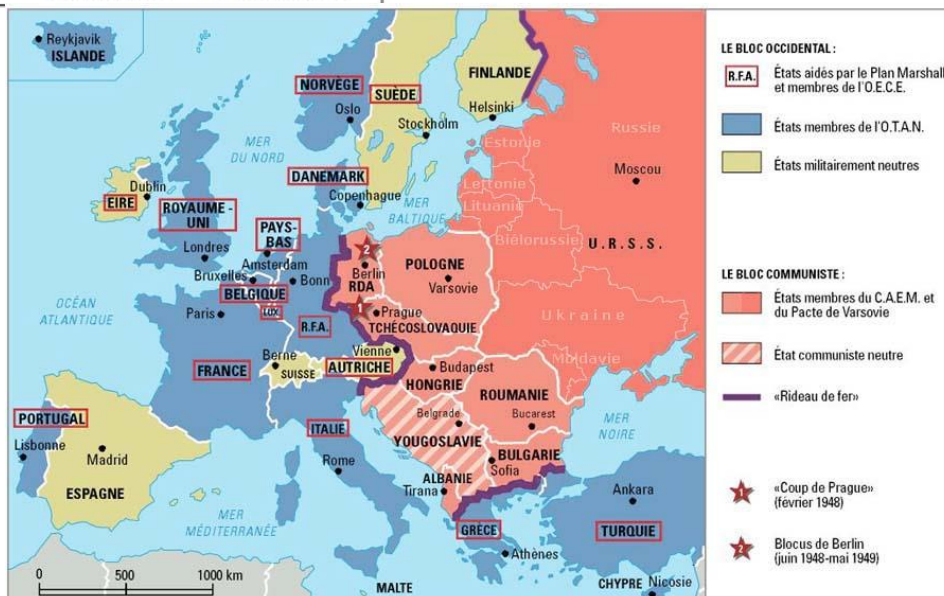 Reykjavik
ISLANDE
NORVÈGE
Oslo
SUÈDE
Stockholm
FINLANDE
Helsinki
Estonie
Russie
Moscou
Lettonie
Lituanie
Biélorussie
U.R.S.S.
MER
DU NORD
DANEMARK
Copenhague
MER
BALTIQUE
Dublin
EIRE
ROYAUME-
UNI
Londres
PAYS-
BAS
Amsterdam
Bruxelles
BELGIQUE
LUX.
Bonn
R.F.A.
2
Berlin
RDA
POLOGNE
Varsovie
1
Prague
TCHÉCOSLOVAQUIE
Ukraine
Moldavie
OCÉAN
ATLANTIQUE
Paris
FRANCE
Berne
SUISSE
Vienne
AUTRICHE
Budapest
HONGRIE
ROUMANIE
Belgrade
Bucarest
YOUGOSLAVIE
BULGARIE
Sofia
MER
NOIRE
PORTUGAL
Lisbonne
Madrid
ESPAGNE
ITALIE
Rome
ALBANIE
Tirana
Ankara
MER
MÉDITERRANÉE
GRÈCE
Athènes
TURQUIE
MALTE
CHYPRE
Nicosie
0 500 1000 km
LE BLOC OCCIDENTAL :
R.F.A.
États aidés par le Plan Marshall
et membres de l'O.E.C.E.
États membres de l'O.T.A.N.
États militairement neutres
LE BLOC COMMUNISTE :
États membres du C.A.E.M. et
du Pacte de Varsovie
État communiste neutre
«Rideau de fer»
1
«Coup de Prague»
(février 1948)
2
Blocus de Berlin
(juin 1948-mai 1949)